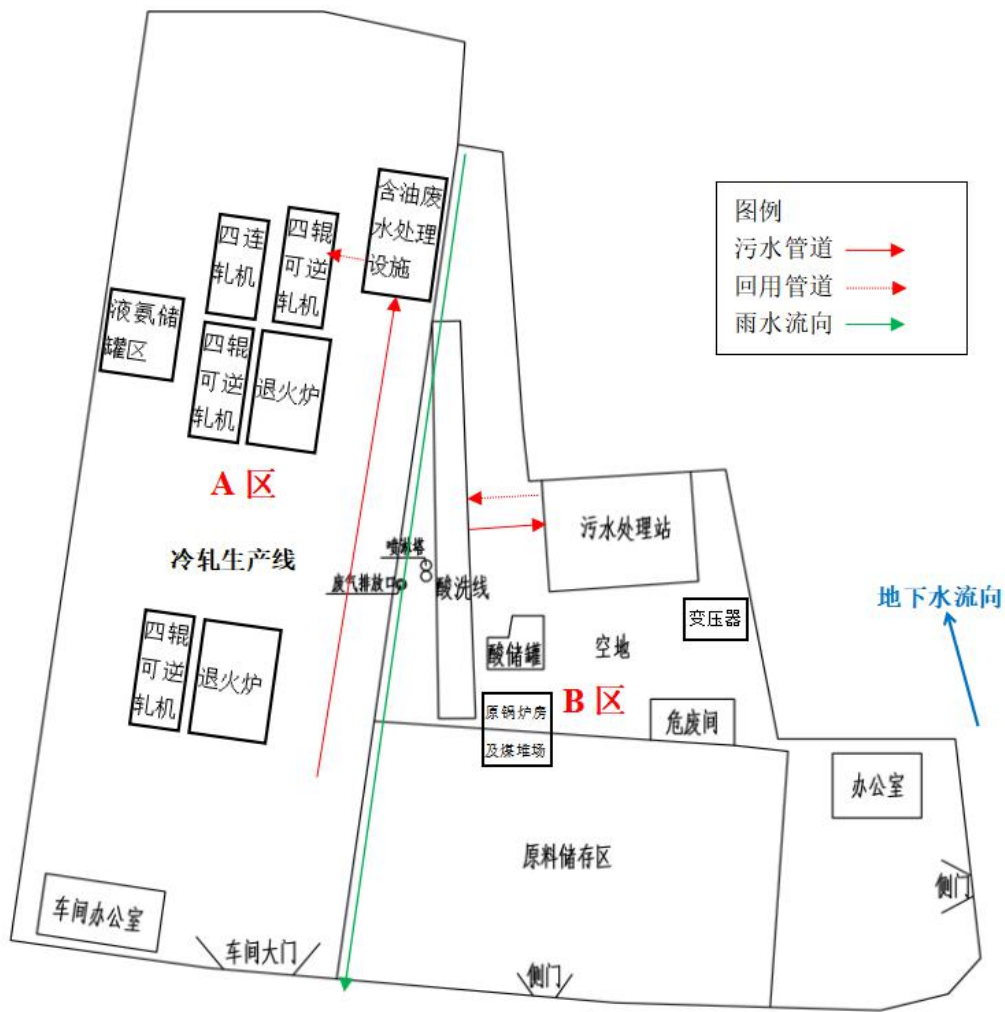 图例
污水管道
回用管道
雨水流向
含油废
水处理
设施
四辊
可逆
轧机
四连
轧机
液氨储
罐区
四辊
可逆
轧机
退火炉
A 区
冷轧生产线
喷淋塔
废气排放口
酸洗线
污水处理站
变压器
地下水流向
酸储罐
空地
B 区
原锅炉房
及煤堆场
危废间
四辊
可逆
轧机
退火炉
办公室
原料储存区
侧门
车间办公室
车间大门
侧门